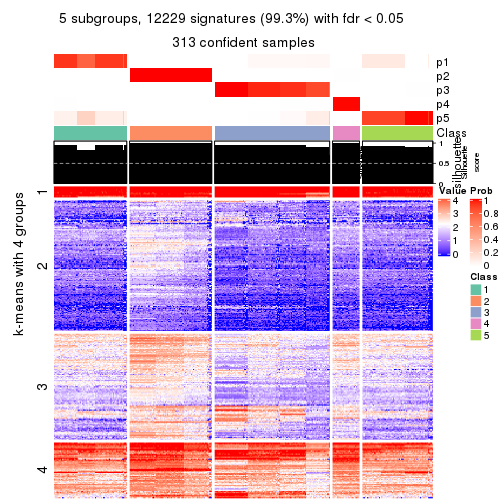 5 subgroups, 12229 signatures (99.3%) with fdr < 0.05
313 confident samples
p1
p2
p3
p4
p5
Class
1
0.5
0
silhouette
Silhouette
score
k-means with 4 groups
1
2
3
4
Value
4
3
2
1
0
Prob
1
0.8
0.6
0.4
0.2
0
Class
1
2
3
4
5